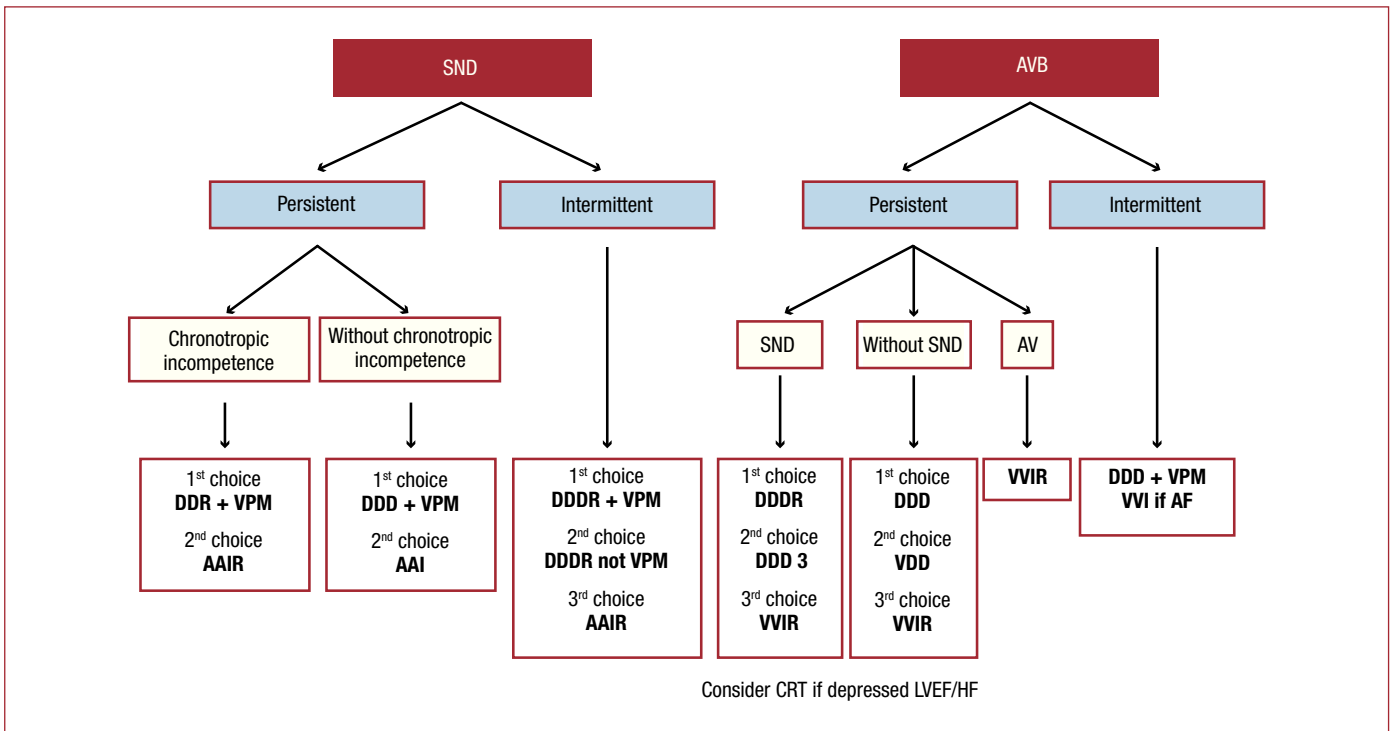 SND
AVB
Persistent
Intermittent
Persistent
Intermittent
Chronotropic
incompetence
Without chronotropic
incompetence
SND
Without SND
AV
1st choice
DDR + VPM
2nd choice
AAIR
1st choice
DDD + VPM
2nd choice
AAI
1st choice
DDDR + VPM
2nd choice
DDDR not VPM
3rd choice
AAIR
1st choice
DDDR
2nd choice
DDD 3
3rd choice
VVIR
1st choice
DDD
2nd choice
VDD
3rd choice
VVIR
VVIR
DDD + VPM
VVI if AF
Consider CRT if depressed LVEF/HF